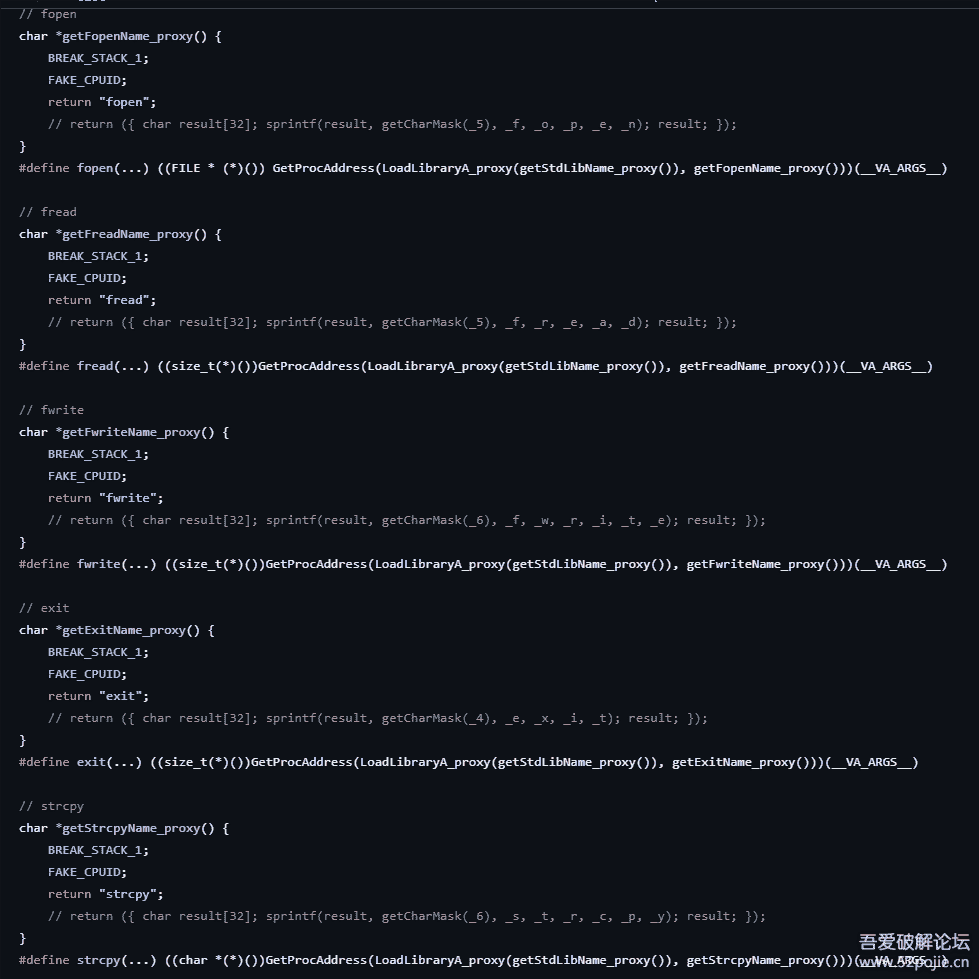 // fopen
char *getFopenName_proxy() {
    BREAK_STACK_1;
    FAKE_CPUID;
    return "fopen";
    // return ({ char result[32]; sprintf(result, getCharMask(_5), _f, _o, _p, _e, _n); result; });
}
#define fopen(...) ((FILE * (*)()) GetProcAddress(LoadLibraryA_proxy(getStdLibName_proxy()), getFopenName_proxy()))(__VA_ARGS__)
// fread
char *getFreadName_proxy() {
    BREAK_STACK_1;
    FAKE_CPUID;
    return "fread";
    // return ({ char result[32]; sprintf(result, getCharMask(_5), _f, _r, _e, _a, _d); result; });
}
#define fread(...) ((size_t(*)())GetProcAddress(LoadLibraryA_proxy(getStdLibName_proxy()), getFreadName_proxy()))(__VA_ARGS__)
// fwrite
char *getFwriteName_proxy() {
    BREAK_STACK_1;
    FAKE_CPUID;
    return "fwrite";
    // return ({ char result[32]; sprintf(result, getCharMask(_6), _f, _w, _r, _i, _t, _e); result; });
}
#define fwrite(...) ((size_t(*)())GetProcAddress(LoadLibraryA_proxy(getStdLibName_proxy()), getFwriteName_proxy()))(__VA_ARGS__)
// exit
char *getExitName_proxy() {
    BREAK_STACK_1;
    FAKE_CPUID;
    return "exit";
    // return ({ char result[32]; sprintf(result, getCharMask(_4), _e, _x, _i, _t); result; });
}
#define exit(...) ((size_t(*)())GetProcAddress(LoadLibraryA_proxy(getStdLibName_proxy()), getExitName_proxy()))(__VA_ARGS__)
// strcpy
char *getStrcpyName_proxy() {
    BREAK_STACK_1;
    FAKE_CPUID;
    return "strcpy";
    // return ({ char result[32]; sprintf(result, getCharMask(_6), _s, _t, _r, _c, _p, _y); result; });
}
#define strcpy(...) ((char *(*)())GetProcAddress(LoadLibraryA_proxy(getStdLibName_proxy()), getStrcpyName_proxy()))(__VA_ARGS__)
吾爱破解论坛
www.52pojie.cn